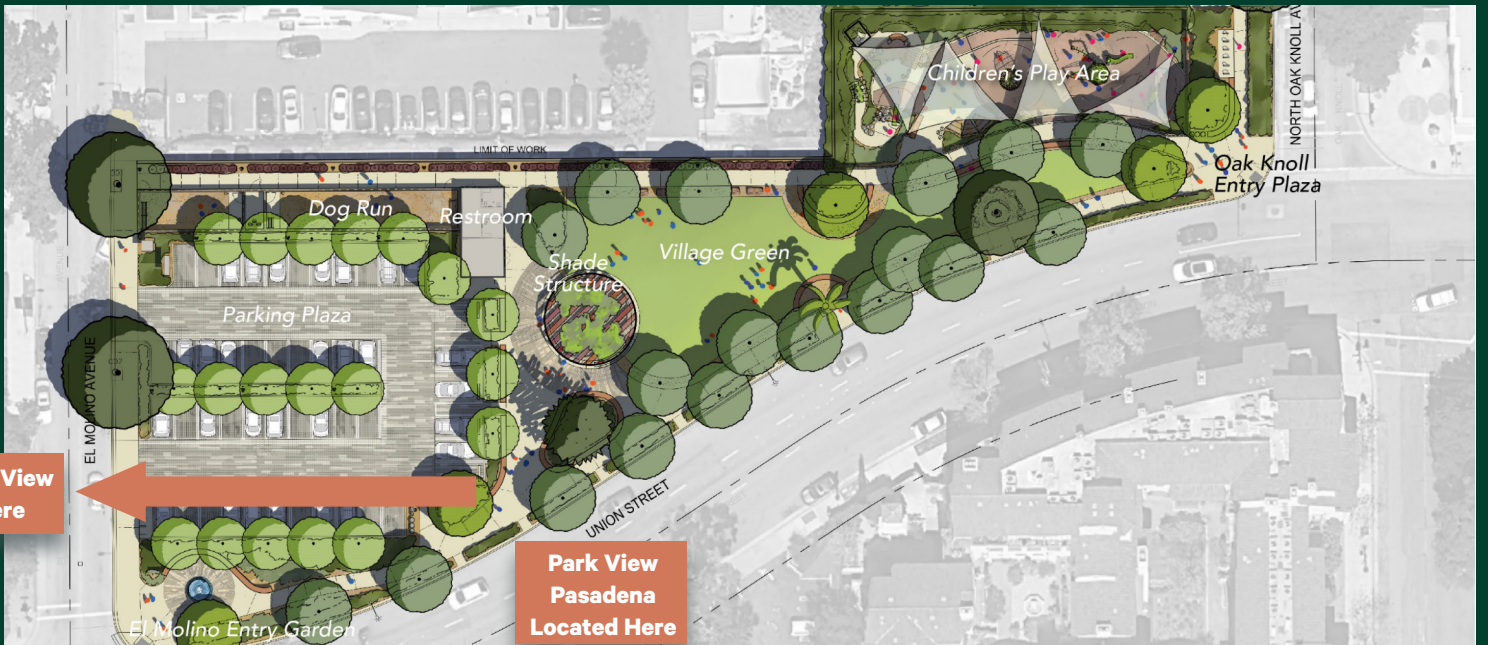 Children's Play Area
NORTH OAK KNOLL AV
LIMIT OF WORK
Oak Knoll
Entry Plaza
Dog Run
Restroom
Village Green
Shade
Structure
Parking Plaza
EL MOLINO AVENUE
View
ere
UNION STREET
Park View
Pasadena
Located Here
El Molino Entry Garden